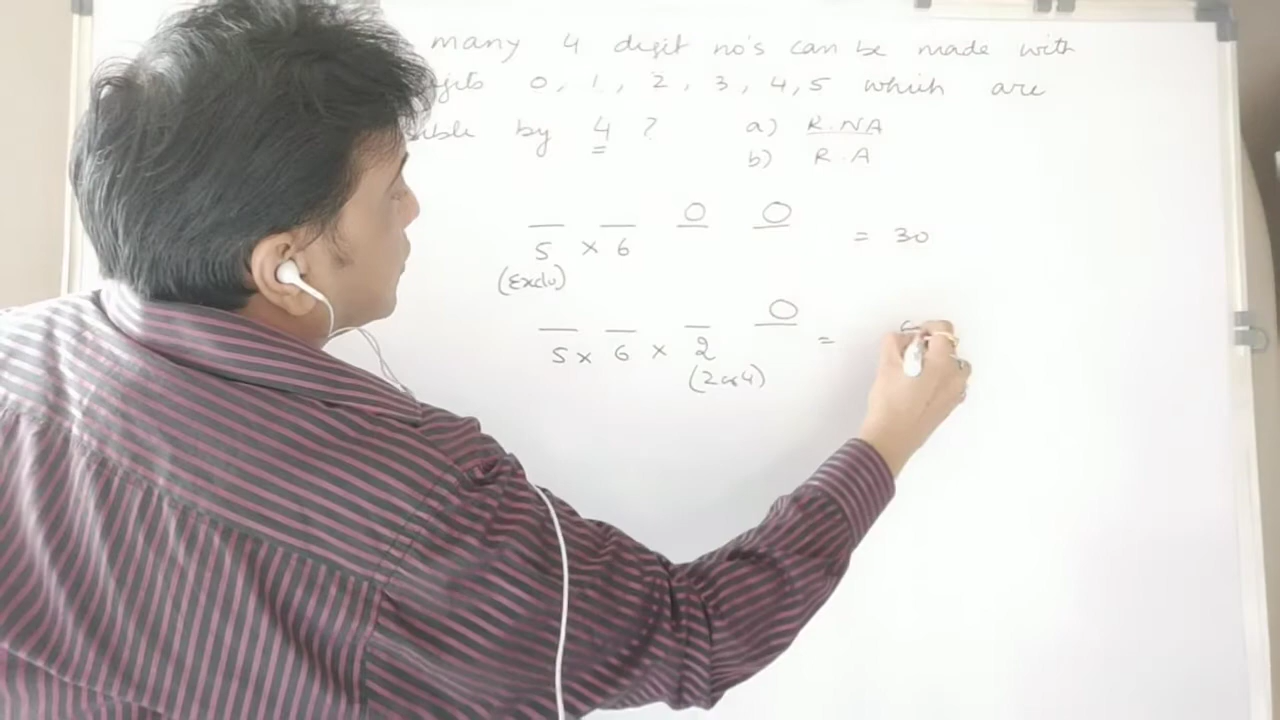 many 4 digit no's can be made with
0, 1, 2, 3, 4, 5 which are
by 4 ? a) R.NA
b) R.A
0 0
5 × 6 = 30
(Exclu)
0
5 × 6 × 2 =
(2 or 4)